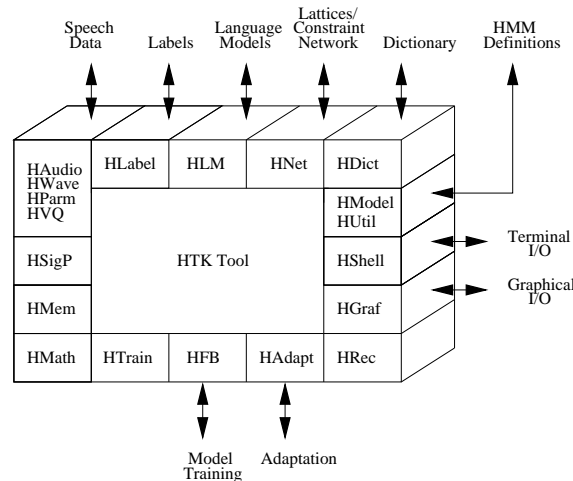 Speech
Data
Labels
Language
Models
Lattices/
Constraint
Network
Dictionary
HMM
Definitions
HAudio
HWave
HParm
HVQ
HLabel
HLM
HNet
HDict
HModel
HUtil
HSigP
HTK Tool
HShell
Terminal
I/O
HMem
HGraf
Graphical
I/O
HMath
HTrain
HFB
HAdapt
HRec
Model
Training
Adaptation